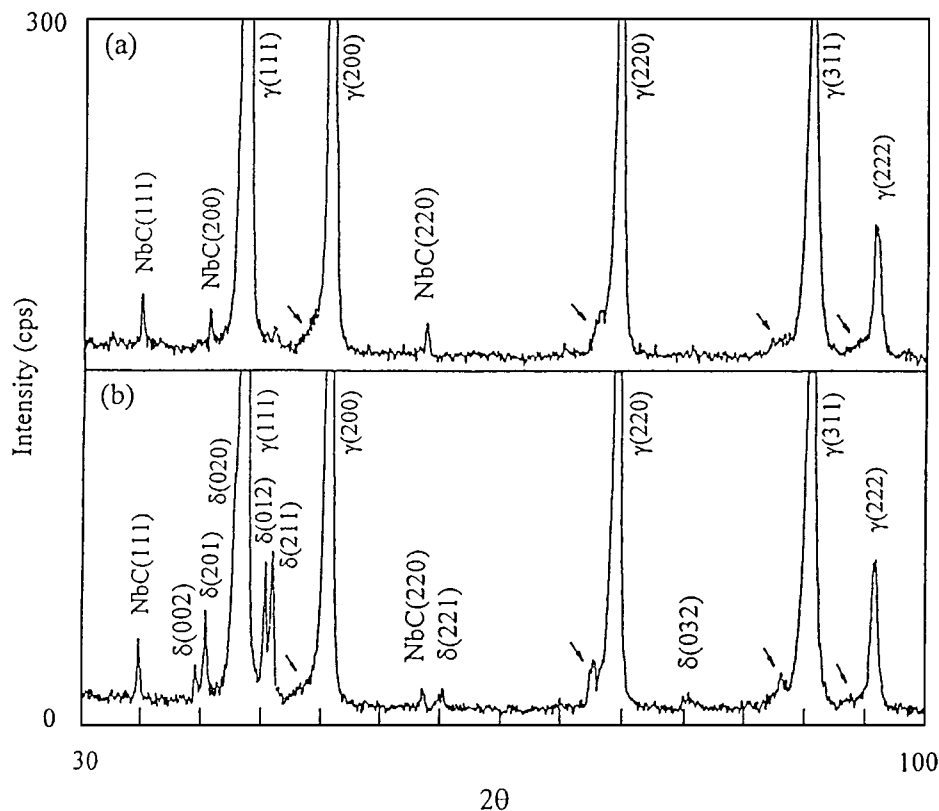 300
(a)
NbC(111)
NbC(200)
γ(111)
γ(200)
NbC(220)
γ(220)
γ(311)
γ(222)
Intensity (cps)
(b)
NbC(111)
δ(002)
δ(201)
δ(020)
γ(111)
δ(012)
δ(211)
γ(200)
NbC(220)
δ(221)
γ(220)
δ(032)
γ(311)
γ(222)
0
30
100
2θ